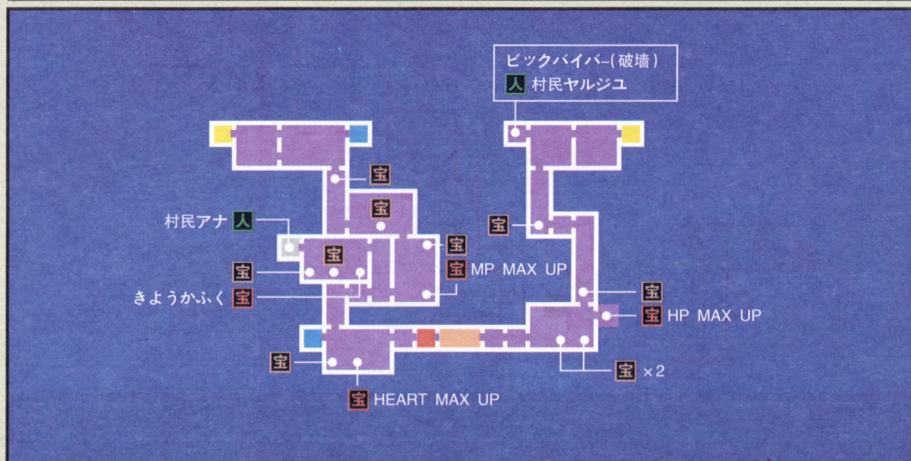 ビックバイバ-(破墙)
人 村民ヤルジユ
宝
宝
村民アナ 人
宝
宝
宝
宝
宝 MP MAX UP
きようかふく 宝
宝
宝 HP MAX UP
宝
宝 ×2
宝 HEART MAX UP